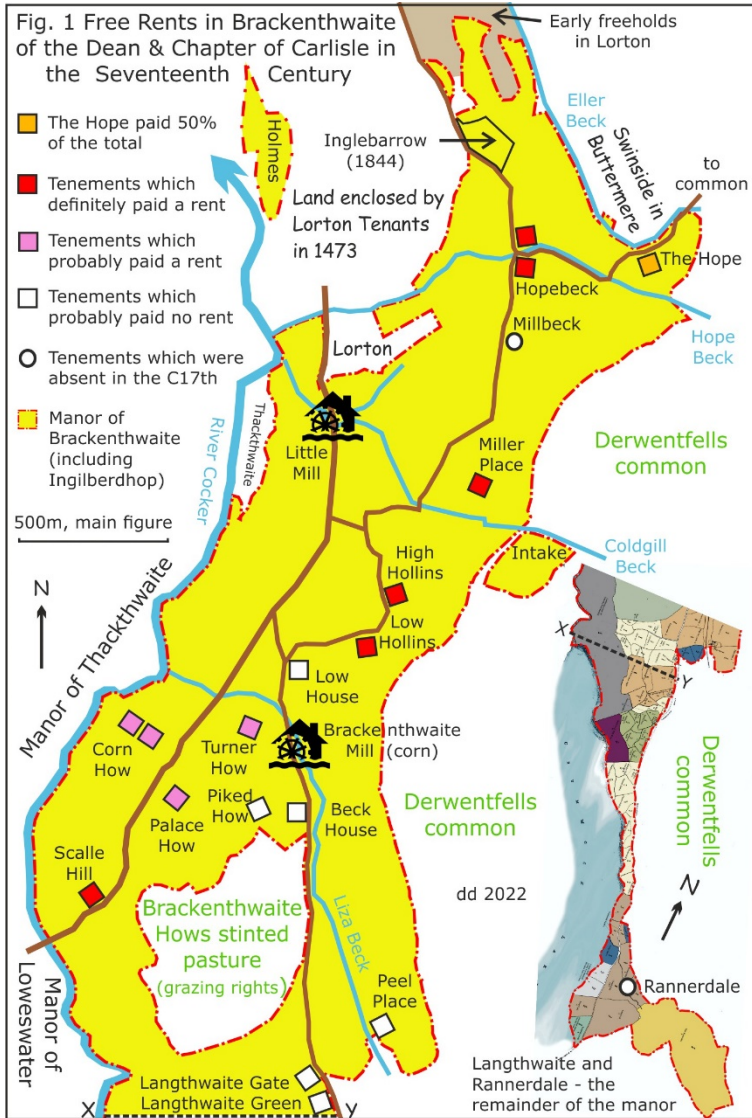 Fig. 1 Free Rents in Brackenthwaite
of the Dean & Chapter of Carlisle in
the Seventeenth Century
The Hope paid 50%
of the total
Tenements which
definitely paid a rent
Tenements which
probably paid a rent
Tenements which
probably paid no rent
Tenements which were
absent in the C17th
Manor of
Brackenthwaite
(including
Ingilberdhop)
500m, main figure
N
Early freeholds
in Lorton
Holmes
Inglebarrow
(1844)
Eller
Beck
Swinside in
Buttermere
to
common
Land enclosed by
Lorton Tenants
in 1473
The Hope
Hopebeck
Millbeck
Hope
Beck
Lorton
Thackthwaite
River Cocker
Little
Mill
Miller
Place
Derwentfells
common
Coldgill
Beck
Intake
High
Hollins
Low
Hollins
Low
House
Manor of Thackthwaite
Corn
How
Turner
How
Brackenthwaite
Mill (corn)
Palace
How
Piked
How
Beck
House
Derwentfells
common
Scalle
Hill
Brackenthwaite
Hows stinted
pasture
(grazing rights)
Liza Beck
dd 2022
Manor of
Loweswater
Peel
Place
Langthwaite Gate
Langthwaite Green
X
y
X
Y
Derwentfells
common
N
Rannerdale
Langthwaite and
Rannerdale - the
remainder of the manor